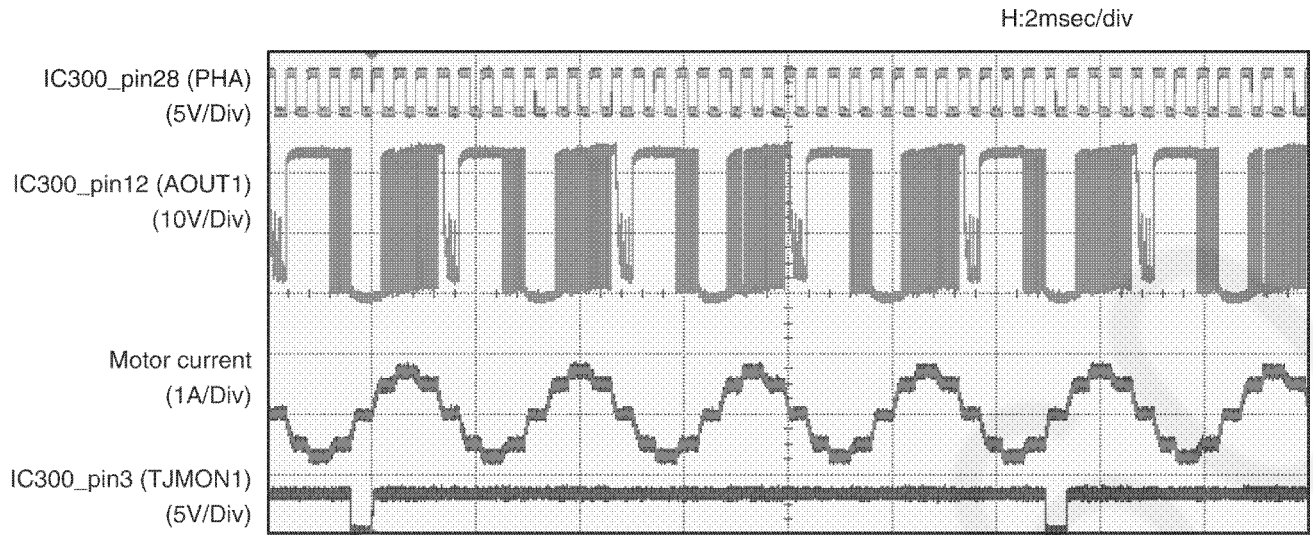 H:2msec/div
IC300_pin28 (PHA)
(5V/Div)
IC300_pin12 (AOUT1)
(10V/Div)
Motor current
(1A/Div)
IC300_pin3 (TJMON1)
(5V/Div)